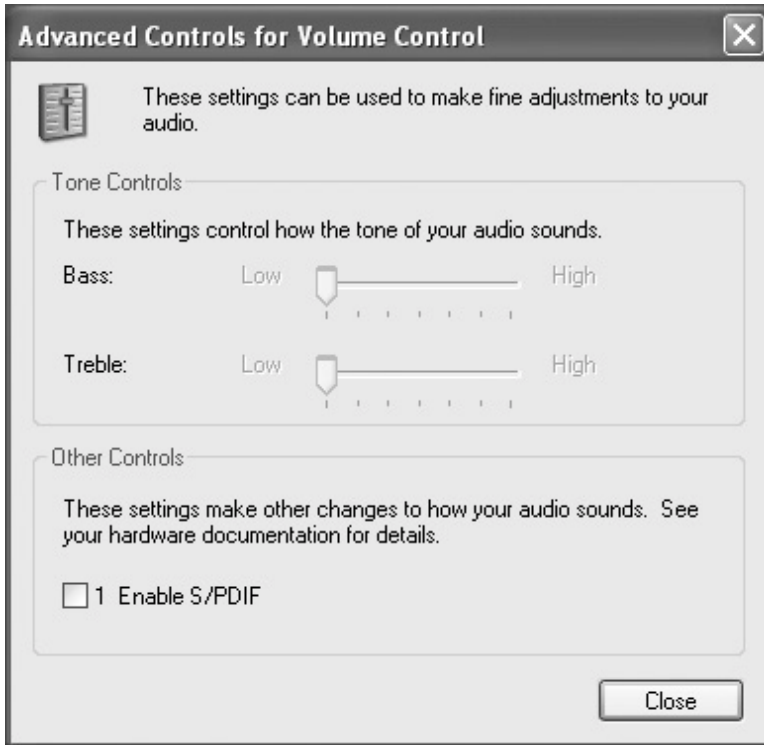 Advanced Controls for Volume Control
These settings can be used to make fine adjustments to your
audio.
Tone Controls
These settings control how the tone of your audio sounds.
Bass: Low High
Treble: Low High
Other Controls
These settings make other changes to how your audio sounds. See
your hardware documentation for details.
1 Enable S/PDIF
Close